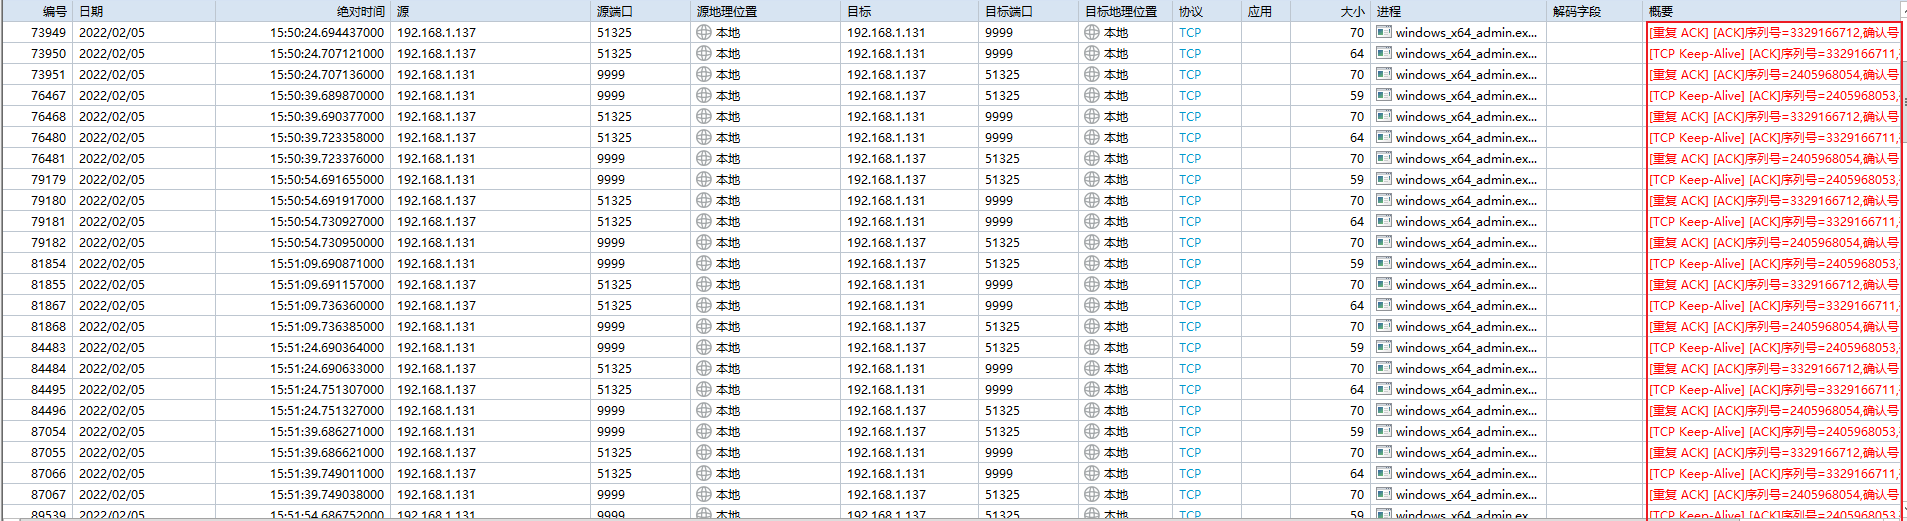 编号 日期 绝对时间 源 源端口 源地理位置 目标 目标端口 目标地理位置 协议 应用 大小 进程 解码字段 概要
73949 2022/02/05 15:50:24.694437000 192.168.1.137 51325 本地 192.168.1.131 9999 本地 TCP 70 windows_x64_admin.ex... [重复 ACK] [ACK]序列号=3329166712,确认号
73950 2022/02/05 15:50:24.707121000 192.168.1.137 51325 本地 192.168.1.131 9999 本地 TCP 64 windows_x64_admin.ex... [TCP Keep-Alive] [ACK]序列号=3329166711,
73951 2022/02/05 15:50:24.707136000 192.168.1.131 9999 本地 192.168.1.137 51325 本地 TCP 70 windows_x64_admin.ex... [重复 ACK] [ACK]序列号=2405968054,确认号
76467 2022/02/05 15:50:39.689870000 192.168.1.131 9999 本地 192.168.1.137 51325 本地 TCP 59 windows_x64_admin.ex... [TCP Keep-Alive] [ACK]序列号=2405968053,
76468 2022/02/05 15:50:39.690377000 192.168.1.137 51325 本地 192.168.1.131 9999 本地 TCP 70 windows_x64_admin.ex... [重复 ACK] [ACK]序列号=3329166712,确认号
76480 2022/02/05 15:50:39.723358000 192.168.1.137 51325 本地 192.168.1.131 9999 本地 TCP 64 windows_x64_admin.ex... [TCP Keep-Alive] [ACK]序列号=3329166711,
76481 2022/02/05 15:50:39.723376000 192.168.1.131 9999 本地 192.168.1.137 51325 本地 TCP 70 windows_x64_admin.ex... [重复 ACK] [ACK]序列号=2405968054,确认号
79179 2022/02/05 15:50:54.691655000 192.168.1.131 9999 本地 192.168.1.137 51325 本地 TCP 59 windows_x64_admin.ex... [TCP Keep-Alive] [ACK]序列号=2405968053,
79180 2022/02/05 15:50:54.691917000 192.168.1.137 51325 本地 192.168.1.131 9999 本地 TCP 70 windows_x64_admin.ex... [重复 ACK] [ACK]序列号=3329166712,确认号
79181 2022/02/05 15:50:54.730927000 192.168.1.137 51325 本地 192.168.1.131 9999 本地 TCP 64 windows_x64_admin.ex... [TCP Keep-Alive] [ACK]序列号=3329166711,
79182 2022/02/05 15:50:54.730950000 192.168.1.131 9999 本地 192.168.1.137 51325 本地 TCP 70 windows_x64_admin.ex... [重复 ACK] [ACK]序列号=2405968054,确认号
81854 2022/02/05 15:51:09.690871000 192.168.1.131 9999 本地 192.168.1.137 51325 本地 TCP 59 windows_x64_admin.ex... [TCP Keep-Alive] [ACK]序列号=2405968053,
81855 2022/02/05 15:51:09.691157000 192.168.1.137 51325 本地 192.168.1.131 9999 本地 TCP 70 windows_x64_admin.ex... [重复 ACK] [ACK]序列号=3329166712,确认号
81867 2022/02/05 15:51:09.736360000 192.168.1.137 51325 本地 192.168.1.131 9999 本地 TCP 64 windows_x64_admin.ex... [TCP Keep-Alive] [ACK]序列号=3329166711,
81868 2022/02/05 15:51:09.736385000 192.168.1.131 9999 本地 192.168.1.137 51325 本地 TCP 70 windows_x64_admin.ex... [重复 ACK] [ACK]序列号=2405968054,确认号
84483 2022/02/05 15:51:24.690364000 192.168.1.131 9999 本地 192.168.1.137 51325 本地 TCP 59 windows_x64_admin.ex... [TCP Keep-Alive] [ACK]序列号=2405968053,
84484 2022/02/05 15:51:24.690633000 192.168.1.137 51325 本地 192.168.1.131 9999 本地 TCP 70 windows_x64_admin.ex... [重复 ACK] [ACK]序列号=3329166712,确认号
84495 2022/02/05 15:51:24.751307000 192.168.1.137 51325 本地 192.168.1.131 9999 本地 TCP 64 windows_x64_admin.ex... [TCP Keep-Alive] [ACK]序列号=3329166711,
84496 2022/02/05 15:51:24.751327000 192.168.1.131 9999 本地 192.168.1.137 51325 本地 TCP 70 windows_x64_admin.ex... [重复 ACK] [ACK]序列号=2405968054,确认号
87054 2022/02/05 15:51:39.686271000 192.168.1.131 9999 本地 192.168.1.137 51325 本地 TCP 59 windows_x64_admin.ex... [TCP Keep-Alive] [ACK]序列号=2405968053,
87055 2022/02/05 15:51:39.686621000 192.168.1.137 51325 本地 192.168.1.131 9999 本地 TCP 70 windows_x64_admin.ex... [重复 ACK] [ACK]序列号=3329166712,确认号
87066 2022/02/05 15:51:39.749011000 192.168.1.137 51325 本地 192.168.1.131 9999 本地 TCP 64 windows_x64_admin.ex... [TCP Keep-Alive] [ACK]序列号=3329166711,
87067 2022/02/05 15:51:39.749038000 192.168.1.131 9999 本地 192.168.1.137 51325 本地 TCP 70 windows_x64_admin.ex... [重复 ACK] [ACK]序列号=2405968054,确认号
89539 2022/02/05 15:51:54.686752000 192.168.1.131 9999 本地 192.168.1.137 51325 本地 TCP 59 windows_x64_admin.ex... [TCP Keep-Alive] [ACK]序列号=2405968053,